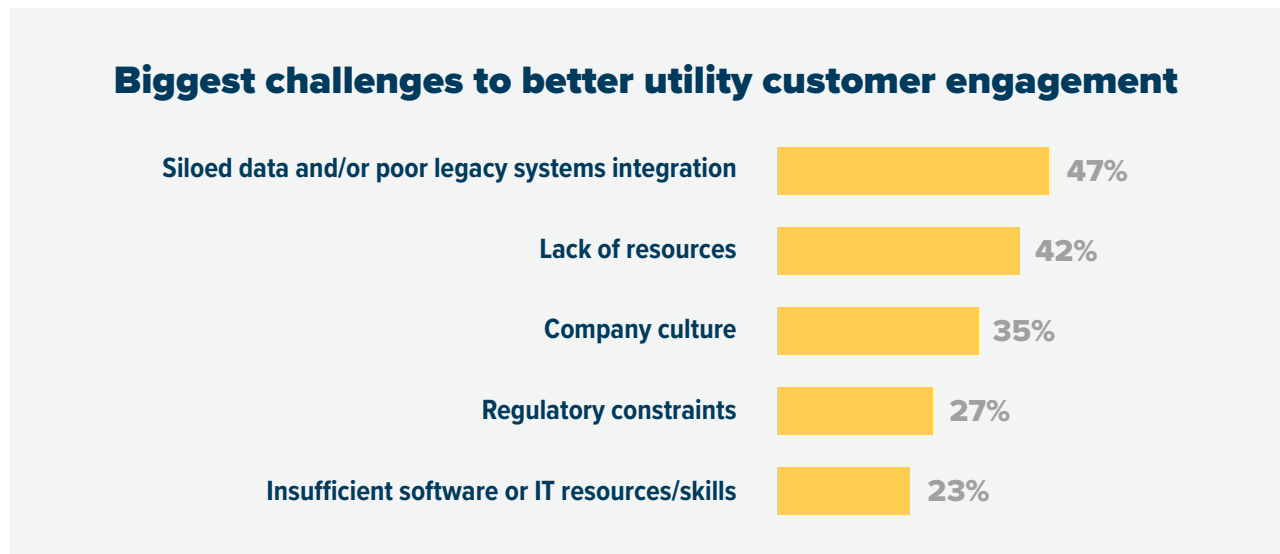 Biggest challenges to better utility customer engagement
Siloed data and/or poor legacy systems integration 47%
Lack of resources 42%
Company culture 35%
Regulatory constraints 27%
Insufficient software or IT resources/skills 23%